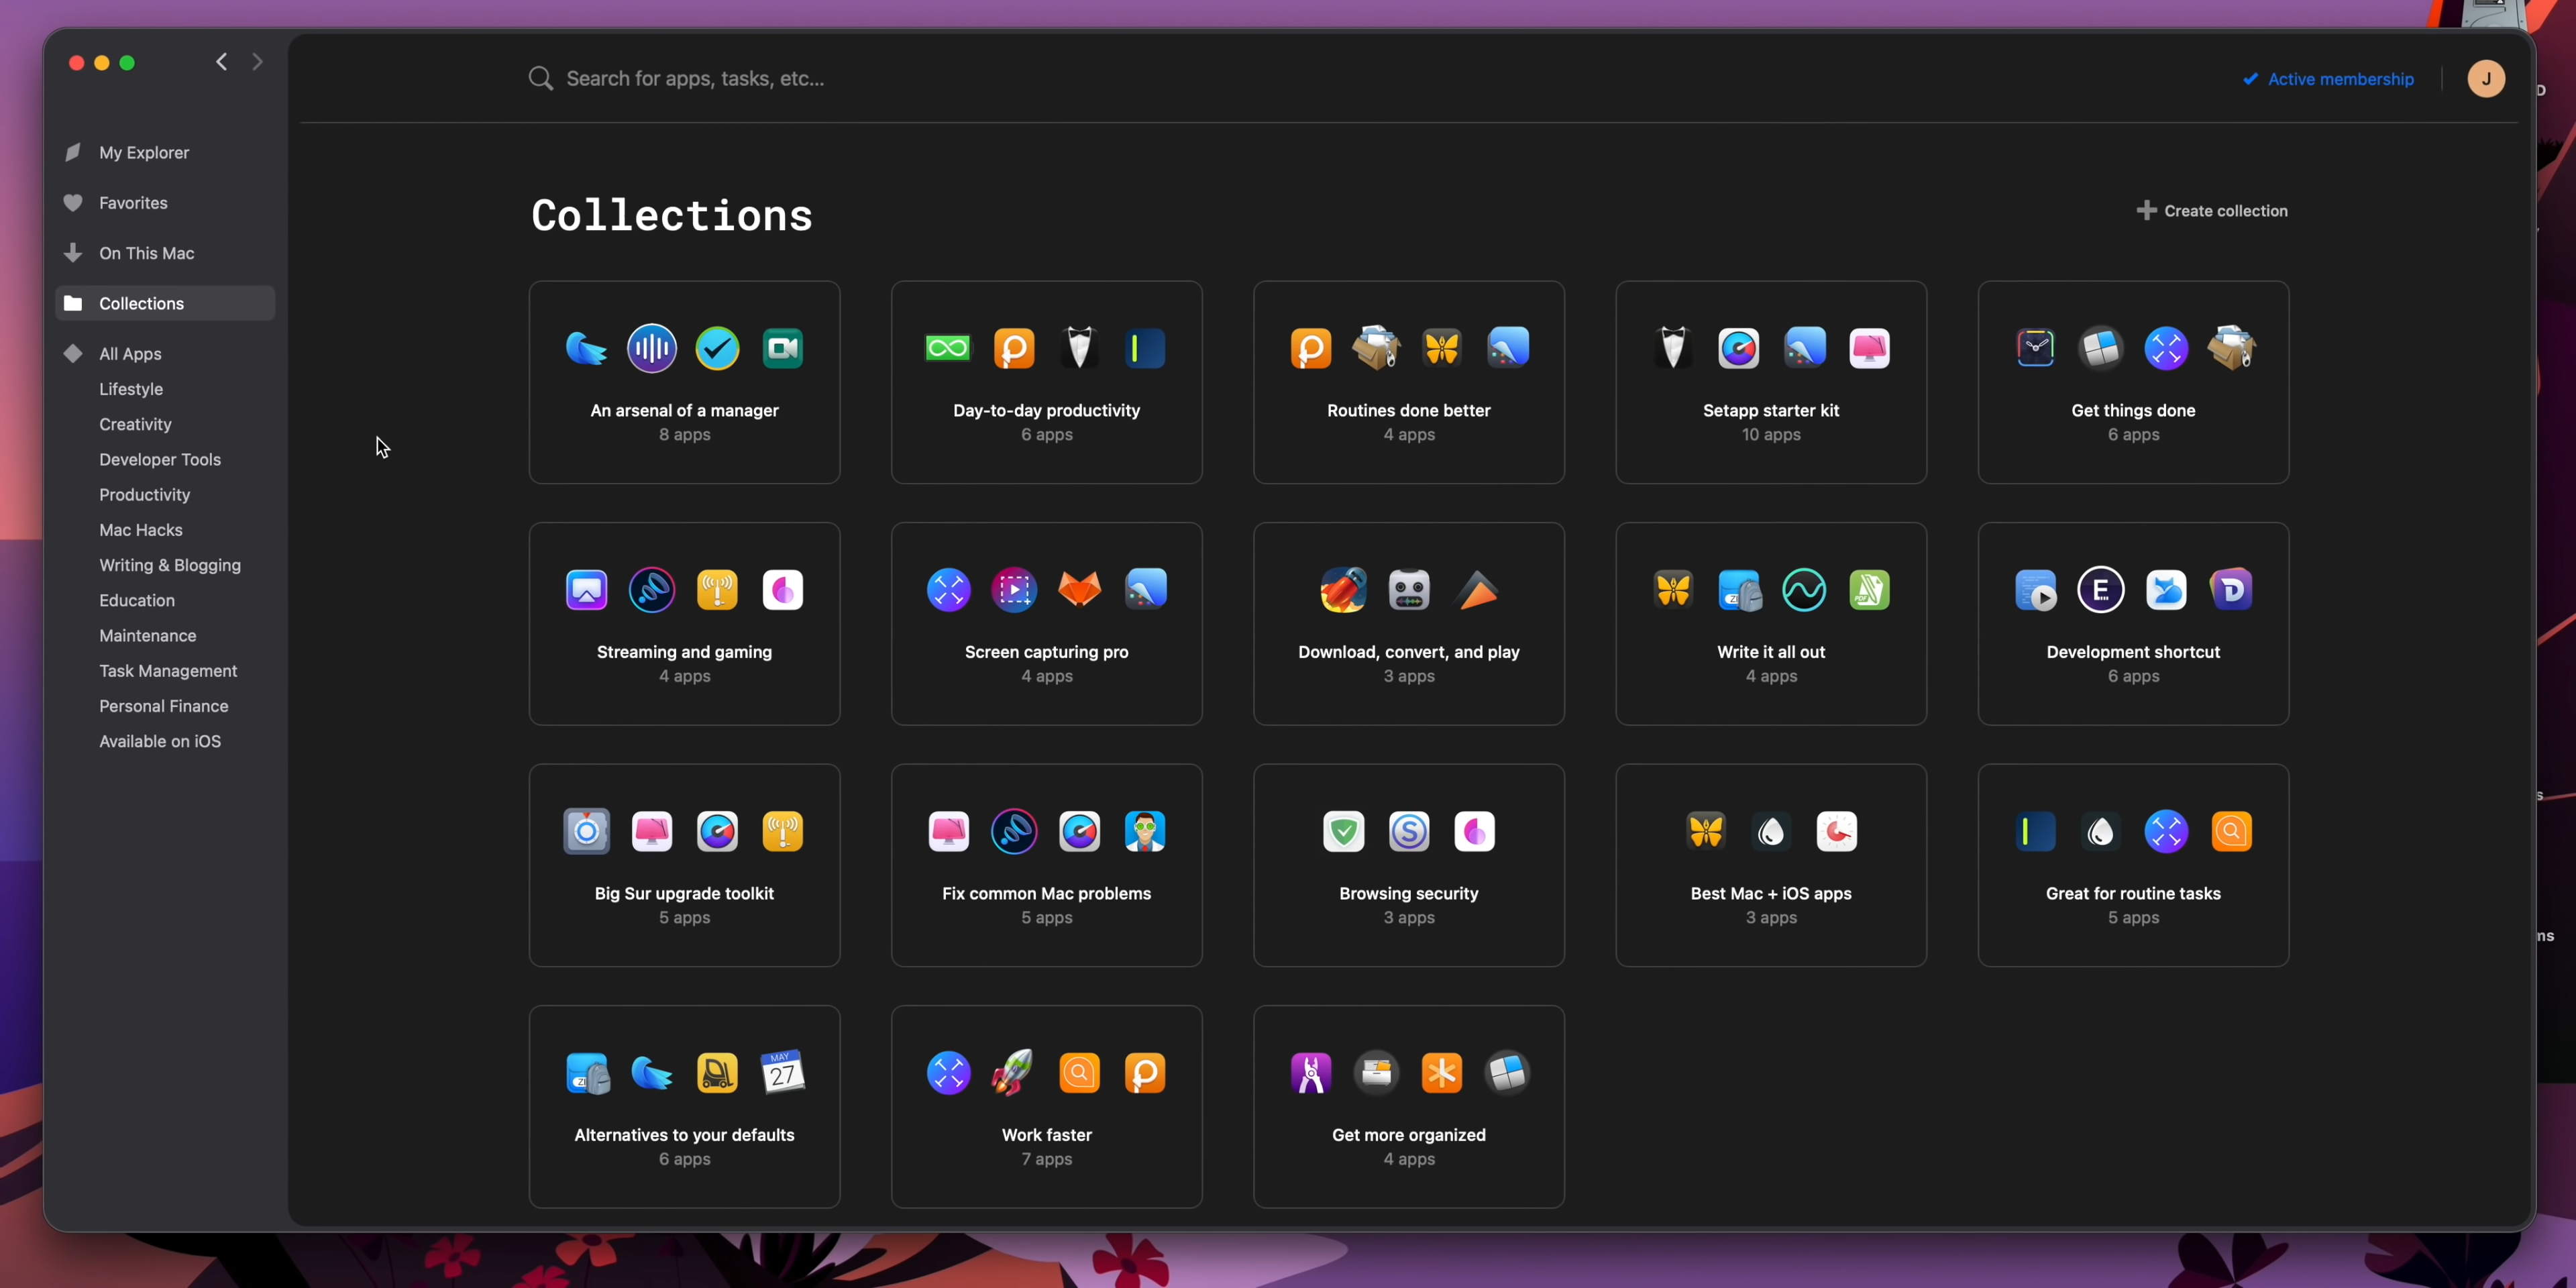 Search for apps, tasks, etc...
Active membership
J
My Explorer
Favorites
On This Mac
Collections
All Apps
Lifestyle
Creativity
Developer Tools
Productivity
Mac Hacks
Writing & Blogging
Education
Maintenance
Task Management
Personal Finance
Available on iOS
Collections
Create collection
An arsenal of a manager
8 apps
Day-to-day productivity
6 apps
Routines done better
4 apps
Setapp starter kit
10 apps
Get things done
6 apps
Streaming and gaming
4 apps
Screen capturing pro
4 apps
Download, convert, and play
3 apps
PDF
Write it all out
4 apps
E
D
Development shortcut
6 apps
Big Sur upgrade toolkit
5 apps
Fix common Mac problems
5 apps
S
Browsing security
3 apps
Best Mac + iOS apps
3 apps
Great for routine tasks
5 apps
MAY
27
Alternatives to your defaults
6 apps
Work faster
7 apps
Get more organized
4 apps